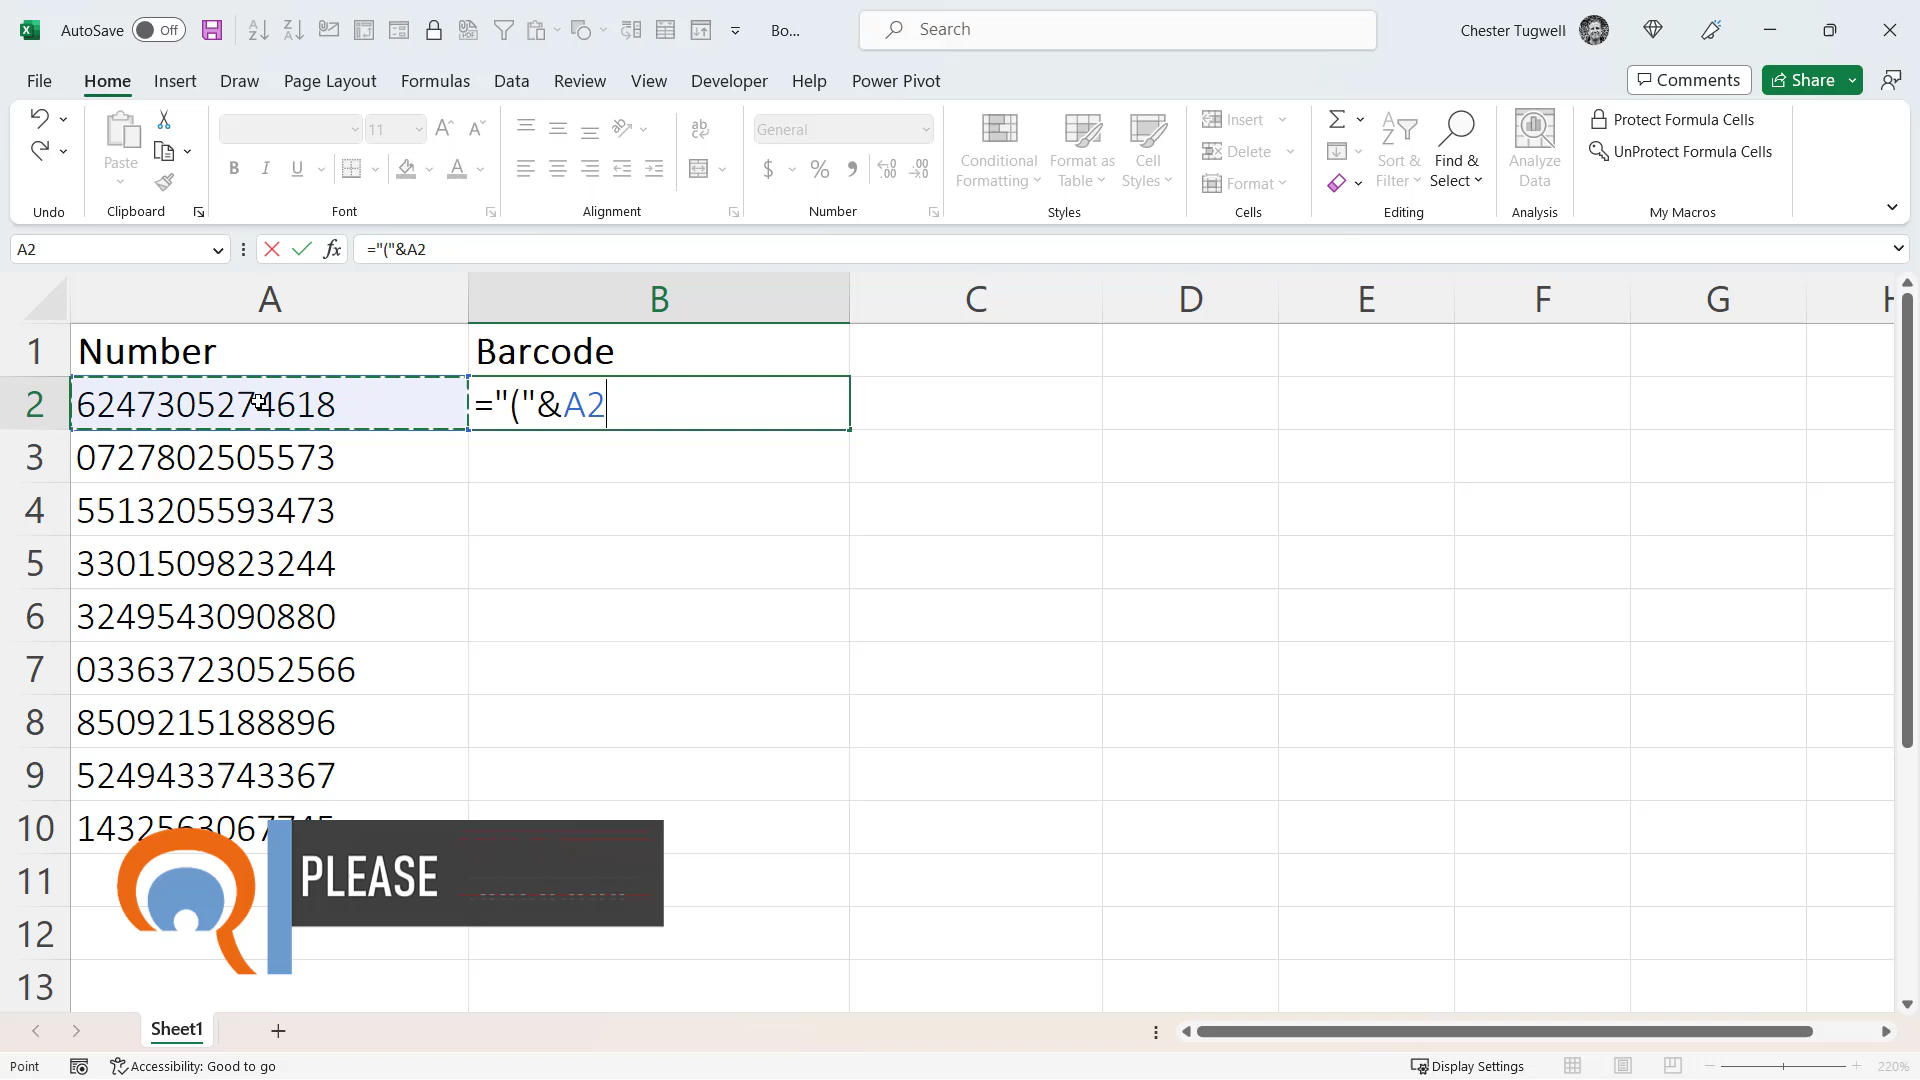 AutoSave Off Bo... Search Chester Tugwell
File Home Insert Draw Page Layout Formulas Data Review View Developer Help Power Pivot Comments Share
11 General
Paste Conditional Formatting Format as Table Cell Styles Insert Delete Format Sort & Filter Find & Select Analyze Data Protect Formula Cells UnProtect Formula Cells
Undo Clipboard Font Alignment Number Styles Cells Editing Analysis My Macros
A2 fx ="("&A2
A B C D E F G H
1 Number Barcode
2 6247305274618 ="("&A2
3 0727802505573
4 5513205593473
5 3301509823244
6 3249543090880
7 03363723052566
8 8509215188896
9 5249433743367
10 1432563067745
11
PLEASE
12
13
Sheet1
Point Accessibility: Good to go Display Settings 220%